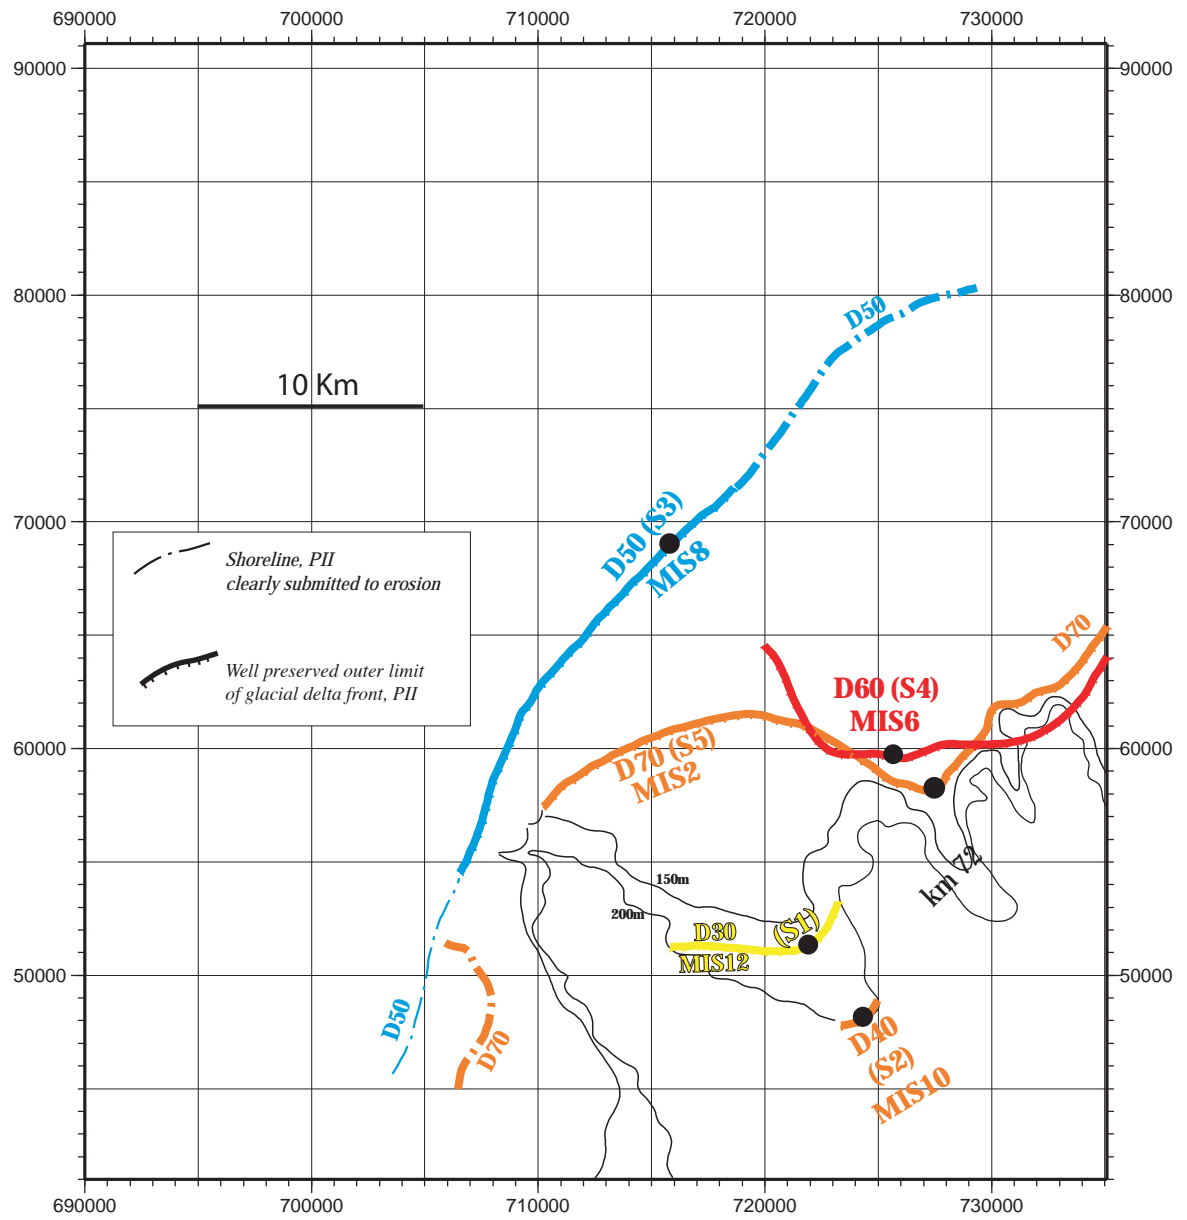 690000 700000 710000 720000 730000
90000 90000
80000 80000
D50
10 Km
70000 70000
D50 (S3)
MIS8
Shoreline, PII
clearly submitted to erosion
Well preserved outer limit
of glacial delta front, PII
D70
D60 (S4)
MIS6
60000 60000
D70 (S5)
MIS2
km 72
150m
200m
D30
(S1)
MIS12
50000 50000
D50
D70
D40
(S2)
MIS10
690000 700000 710000 720000 730000